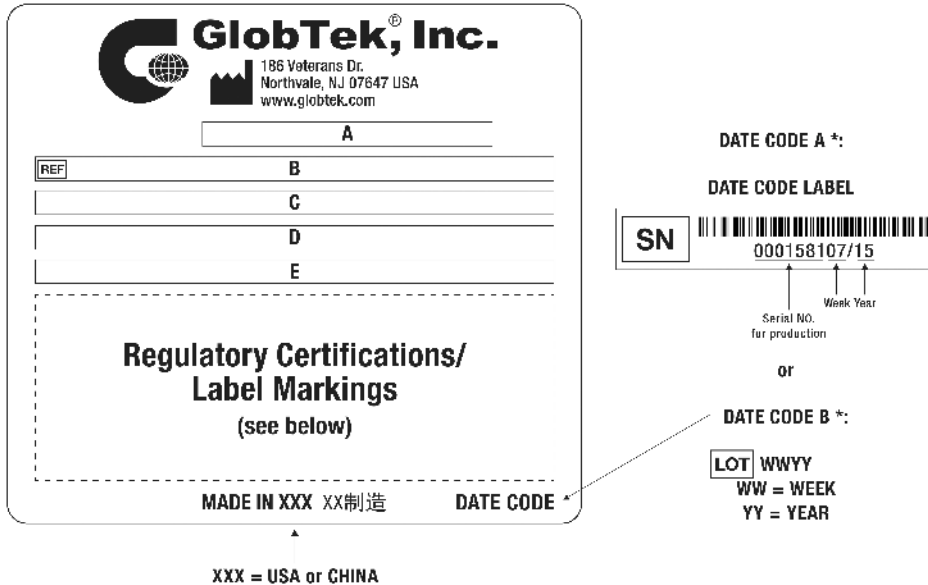 GlobTek,® Inc.
186 Veterans Dr.
Northvale, NJ 07647 USA
www.globtek.com
A
REF B
C
D
E
Regulatory Certifications/
Label Markings
(see below)
MADE IN XXX XX制造 DATE CODE
XXX = USA or CHINA
DATE CODE A *:
DATE CODE LABEL
SN
000158107/15
Week Year
Serial NO.
for production
or
DATE CODE B *:
LOT WWYY
WW = WEEK
YY = YEAR